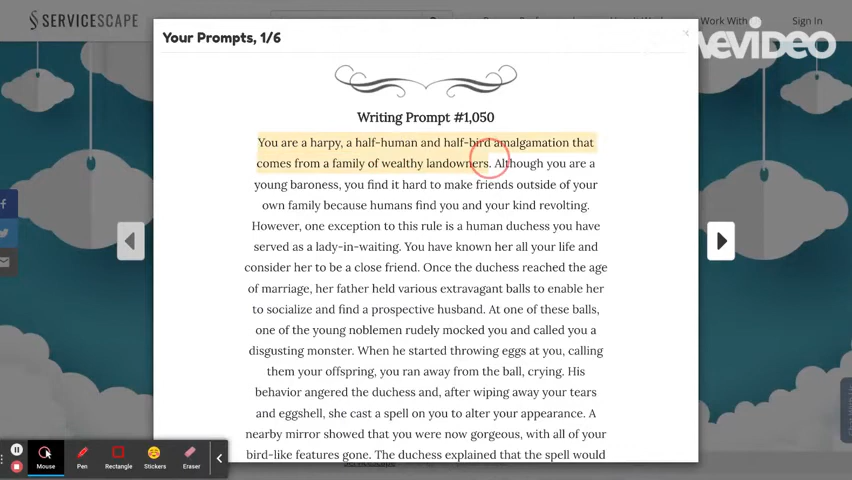 SERVICESCAPE
Work With
Sign In
Your Prompts, 1/6
Writing Prompt #1,050
You are a harpy, a half-human and half-bird amalgamation that
comes from a family of wealthy landowners. Although you are a
young baroness, you find it hard to make friends outside of your
own family because humans find you and your kind revolting.
However, one exception to this rule is a human duchess you have
served as a lady-in-waiting. You have known her all your life and
consider her to be a close friend. Once the duchess reached the age
of marriage, her father held various extravagant balls to enable her
to socialize and find a prospective husband. At one of these balls,
one of the young noblemen rudely mocked you and called you a
disgusting monster. When he started throwing eggs at you, calling
them your offspring, you ran away from the ball, crying. His
behavior angered the duchess and, after wiping away your tears
and eggshell, she cast a spell on you to alter your appearance. A
nearby mirror showed that you were now gorgeous, with all of your
bird-like features gone. The duchess explained that the spell would
Mouse
Pen
Rectangle
Stickers
Eraser